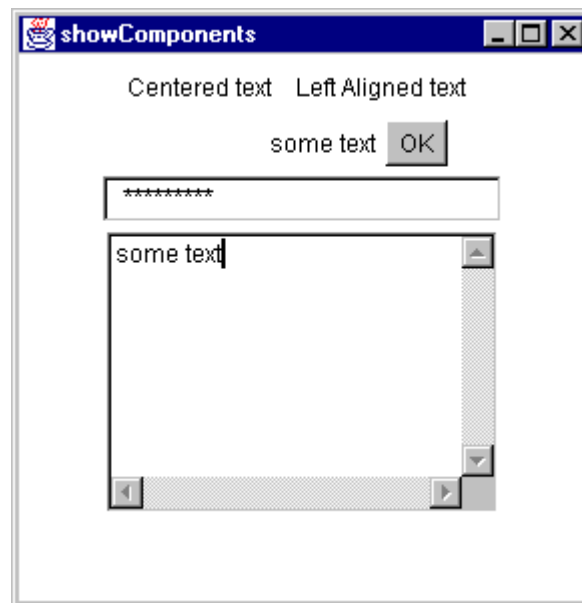 showComponents
Centered text Left Aligned text
some text OK
*********
some text